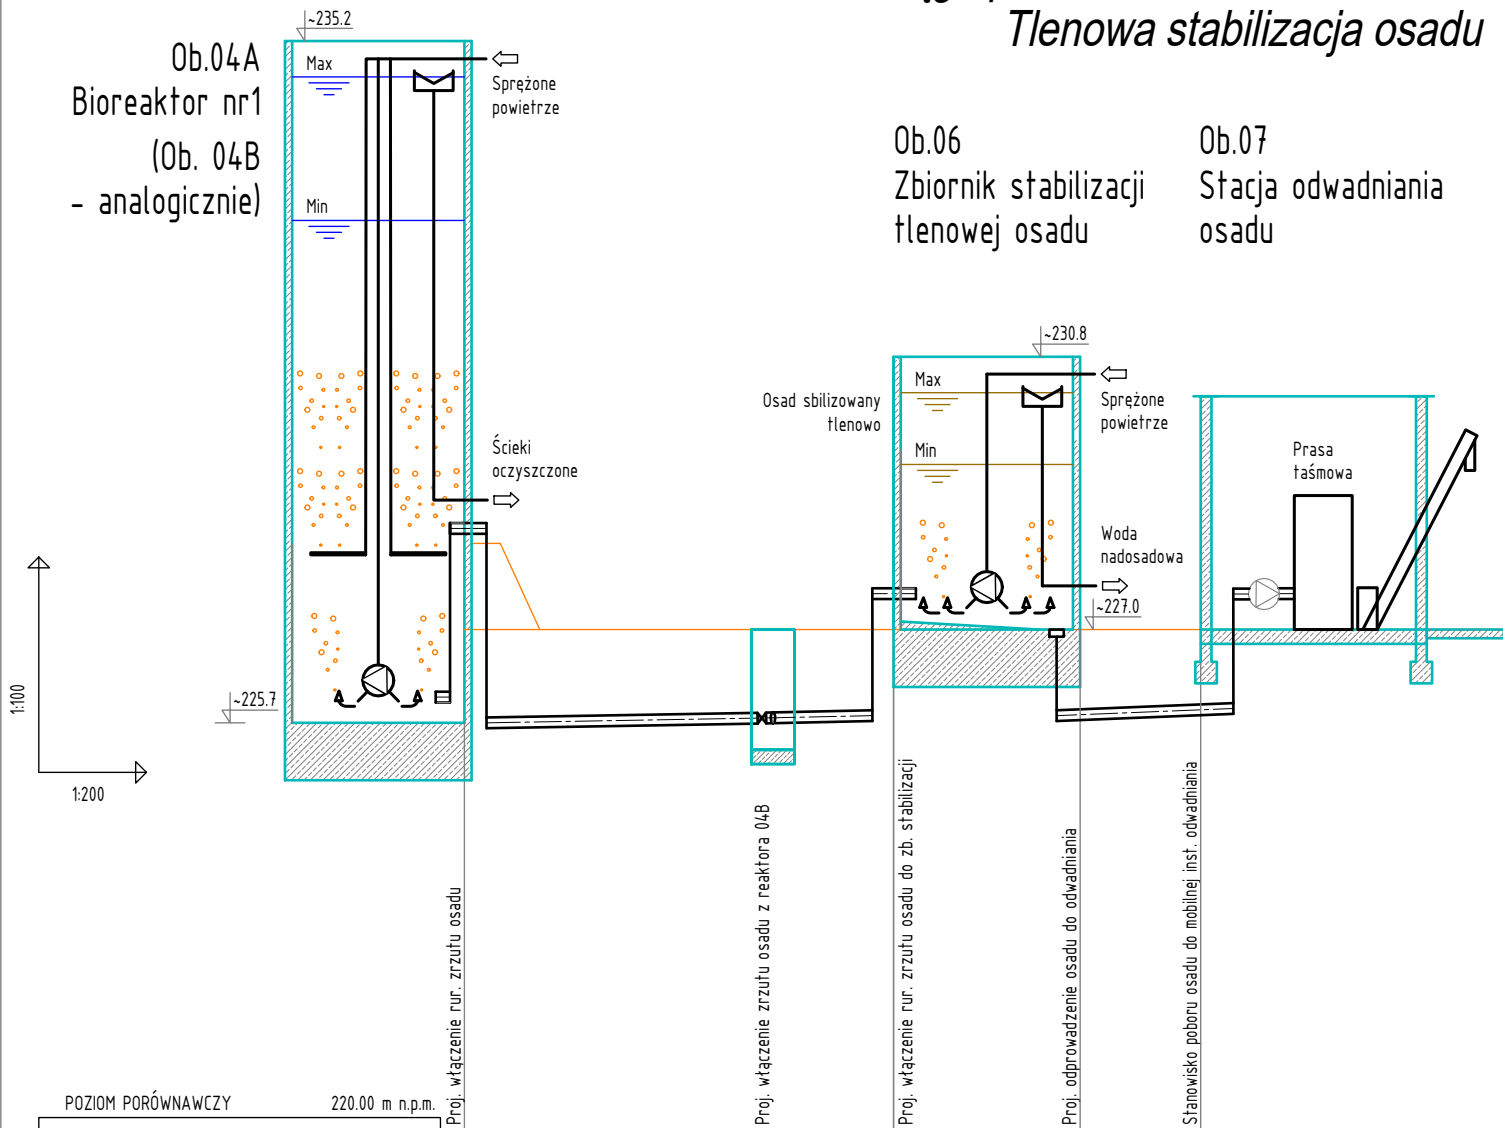 Tlenowa stabilizacja osadu
~235.2
Ob.04A
Bioreaktor nr1
(Ob. 04B
- analogicznie)
Max
Sprężone
powietrze
Min
Ob.06
Zbiornik stabilizacji
tlenowej osadu
Ob.07
Stacja odwadniania
osadu
~230.8
Osad sbilizowany
tlenowo
Max
Min
Sprężone
powietrze
Ścieki
oczyszczone
Prasa
taśmowa
Woda
nadosadowa
~227.0
~225.7
1:100
1:200
Proj. włączenie rur. zrzutu osadu
Proj. włączenie zrzutu osadu z reaktora 04B
Proj. włączenie rur. zrzutu osadu do zb. stabilizacji
Proj. odprowadzenie osadu do odwadniania
Stanowisko poboru osadu do mobilnej inst. odwadniania
POZIOM PORÓWNAWCZY 220.00 m n.p.m.